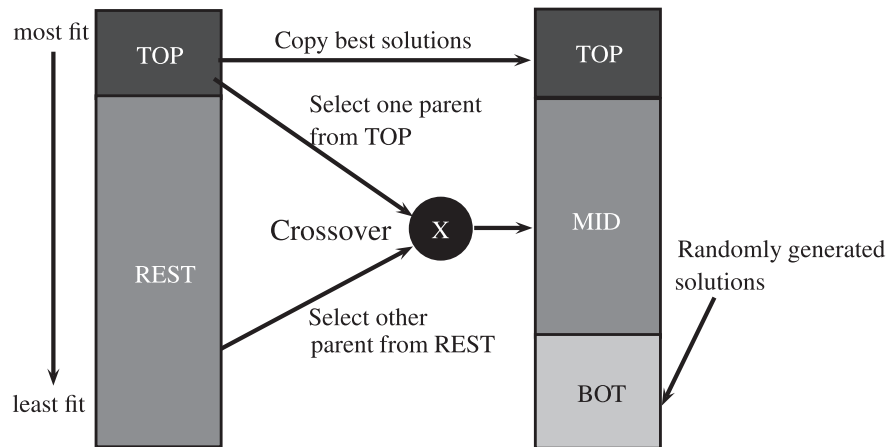 most fit
TOP
Copy best solutions
TOP
Select one parent
from TOP
Crossover
X
MID
REST
Randomly generated
solutions
Select other
parent from REST
BOT
least fit